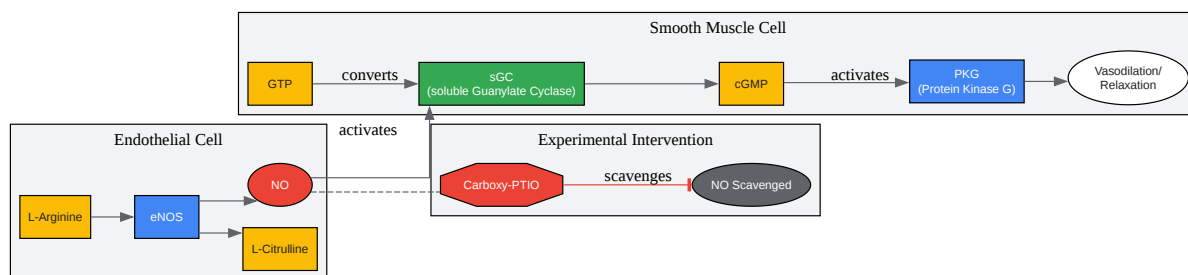 Smooth Muscle Cell
GTP
converts
sGC
(soluble Guanylate Cyclase)
cGMP
activates
PKG
(Protein Kinase G)
Vasodilation/
Relaxation
Endothelial Cell
activates
Experimental Intervention
L-Arginine
eNOS
NO
L-Citrulline
Carboxy-PTIO
scavenges
NO Scavenged